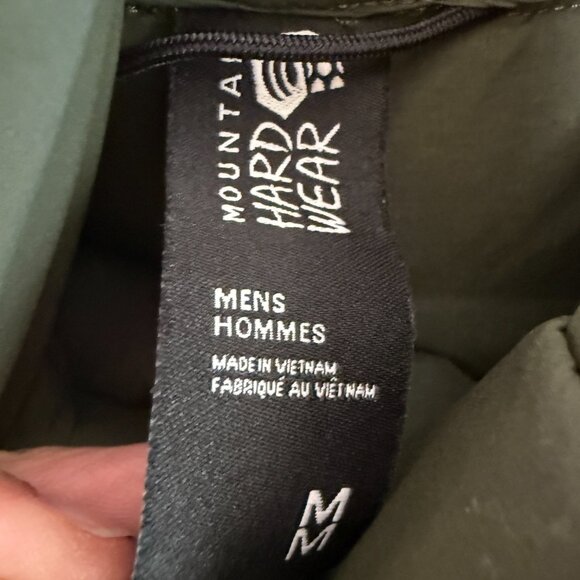 MOUNTAI
HARD
WEAR
MENS
HOMMES
MADE IN VIETNAM
FABRIQUÉ AU VIÊTNAM
M
M